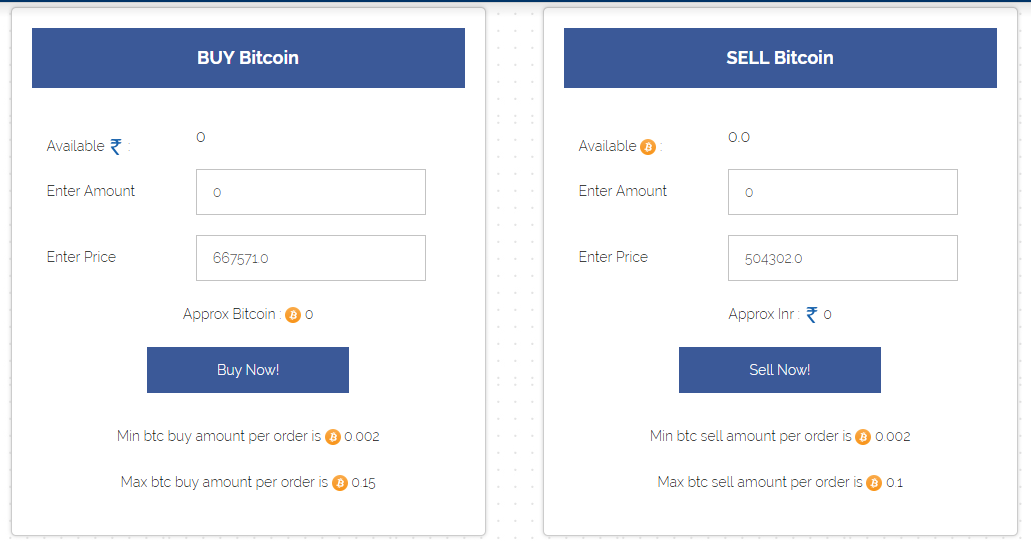 BUY Bitcoin
Available ₹ :
0
Enter Amount
0
Enter Price
667571.0
Approx Bitcoin : 0
Buy Now!
Min btc buy amount per order is 0.002
Max btc buy amount per order is 0.15
SELL Bitcoin
Available :
0.0
Enter Amount
0
Enter Price
504302.0
Approx Inr : ₹ 0
Sell Now!
Min btc sell amount per order is 0.002
Max btc sell amount per order is 0.1